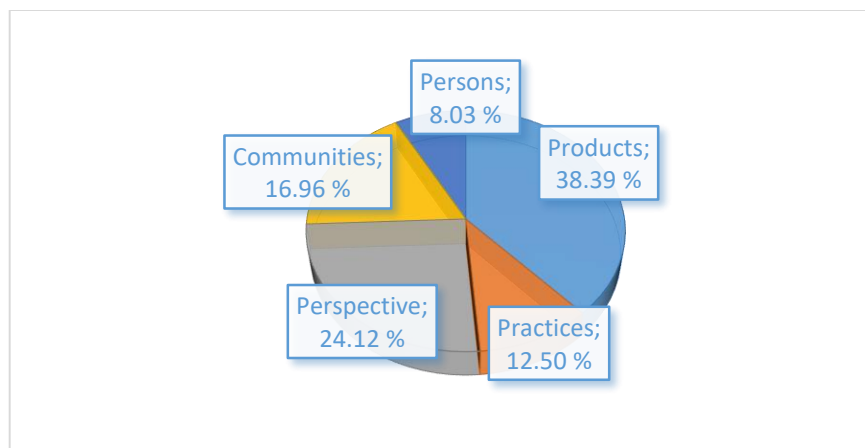 Persons;
8.03 %
Products;
38.39 %
Communities;
16.96 %
Perspective;
24.12 %
Practices;
12.50 %